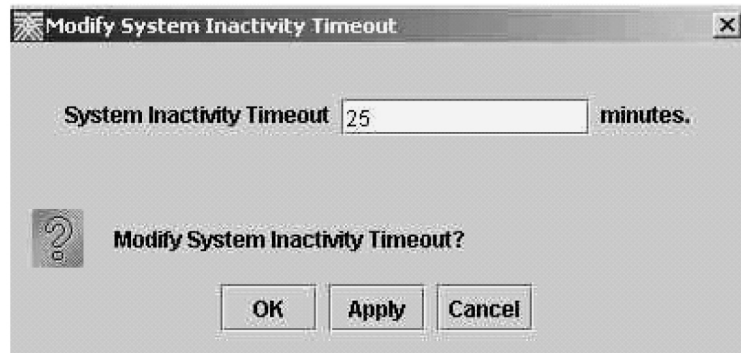 Modify System Inactivity Timeout
System Inactivity Timeout 25 minutes.
Modify System Inactivity Timeout?
OK Apply Cancel